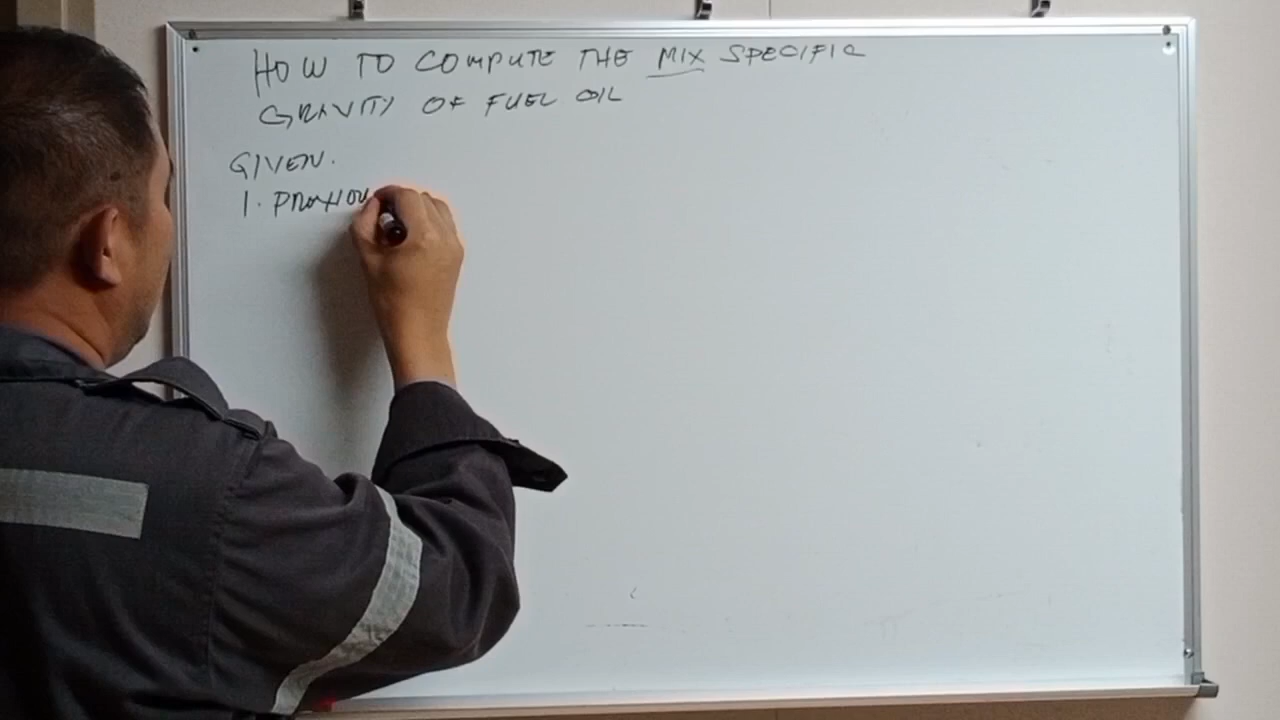 HOW TO COMPUTE THE MIX SPECIFIC
GRAVITY OF FUEL OIL
GIVEN.
1.